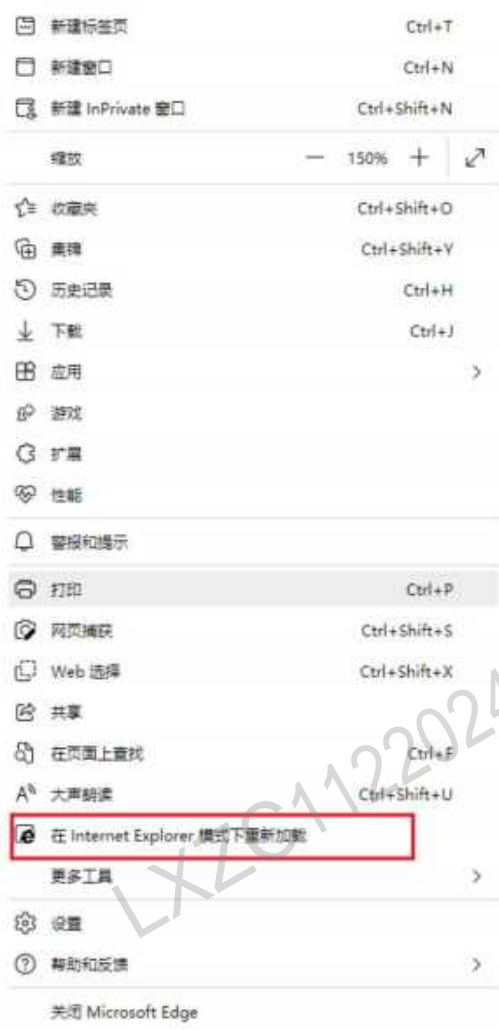 新建标签页 Ctrl+T
新建窗口 Ctrl+N
新建 InPrivate 窗口 Ctrl+Shift+N
缩放 — 150% +
收藏夹 Ctrl+Shift+O
集锦 Ctrl+Shift+Y
历史记录 Ctrl+H
下载 Ctrl+J
应用
游戏
扩展
性能
警报和提示
打印 Ctrl+P
网页捕获 Ctrl+Shift+S
Web 选择 Ctrl+Shift+X
共享
在页面上查找 Ctrl+F
大声朗读 Ctrl+Shift+U
在 Internet Explorer 模式下重新加载
更多工具
设置
帮助和反馈
关闭 Microsoft Edge
LXZC1122024